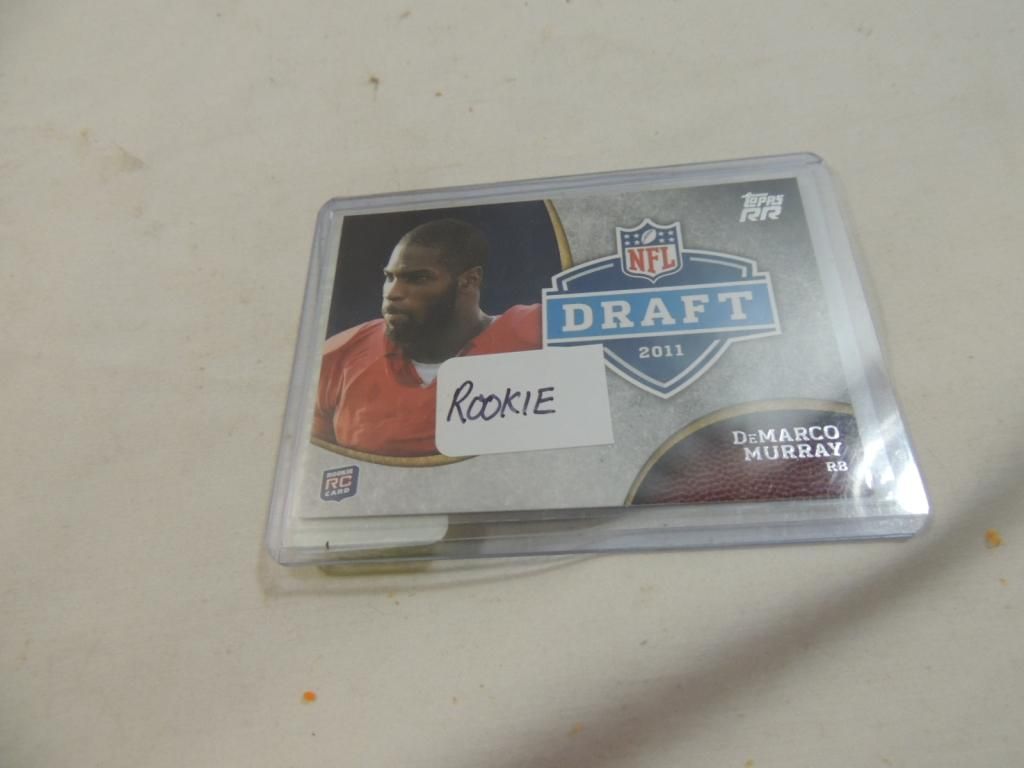 TOPPS
RR
NFL
DRAFT
2011
ROOKIE
DEMARCO
MURRAY
RB
ROOKIE
RC
CARD